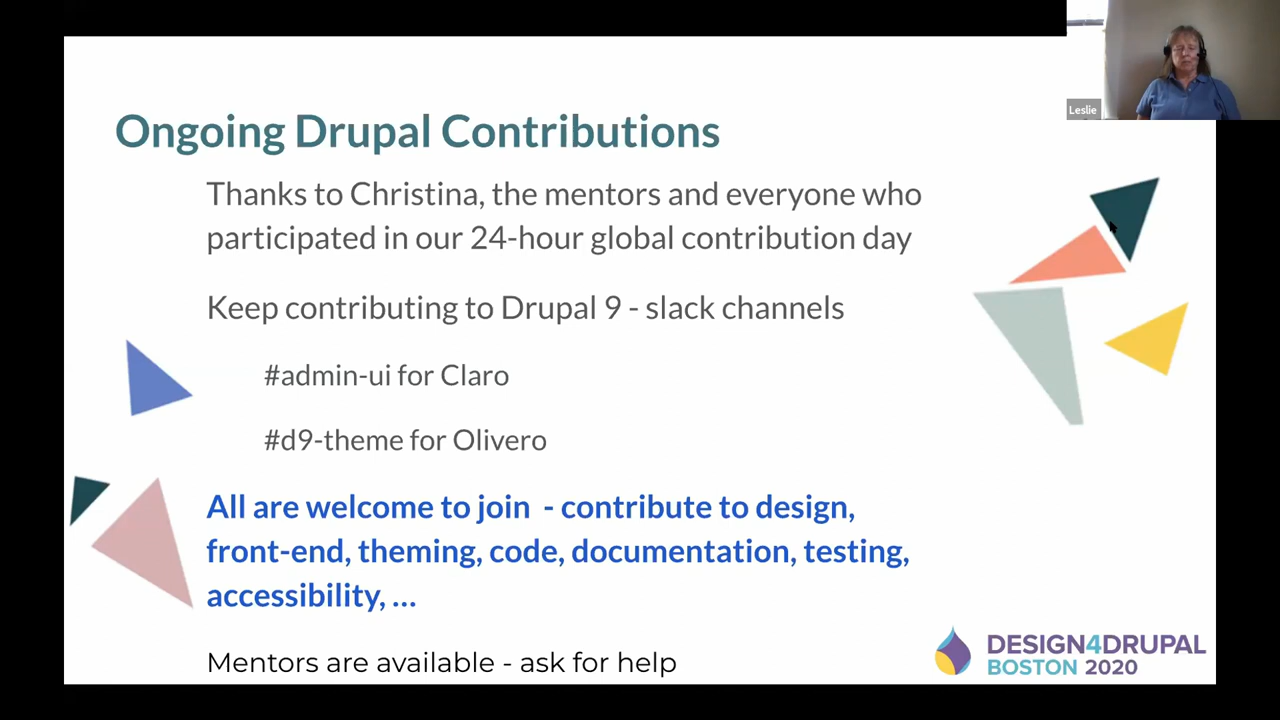 Leslie
Ongoing Drupal Contributions
Thanks to Christina, the mentors and everyone who
participated in our 24-hour global contribution day
Keep contributing to Drupal 9 - slack channels
#admin-ui for Claro
#d9-theme for Olivero
All are welcome to join  - contribute to design,
front-end, theming, code, documentation, testing,
accessibility, ...
Mentors are available - ask for help
DESIGN4DRUPAL
BOSTON 2020